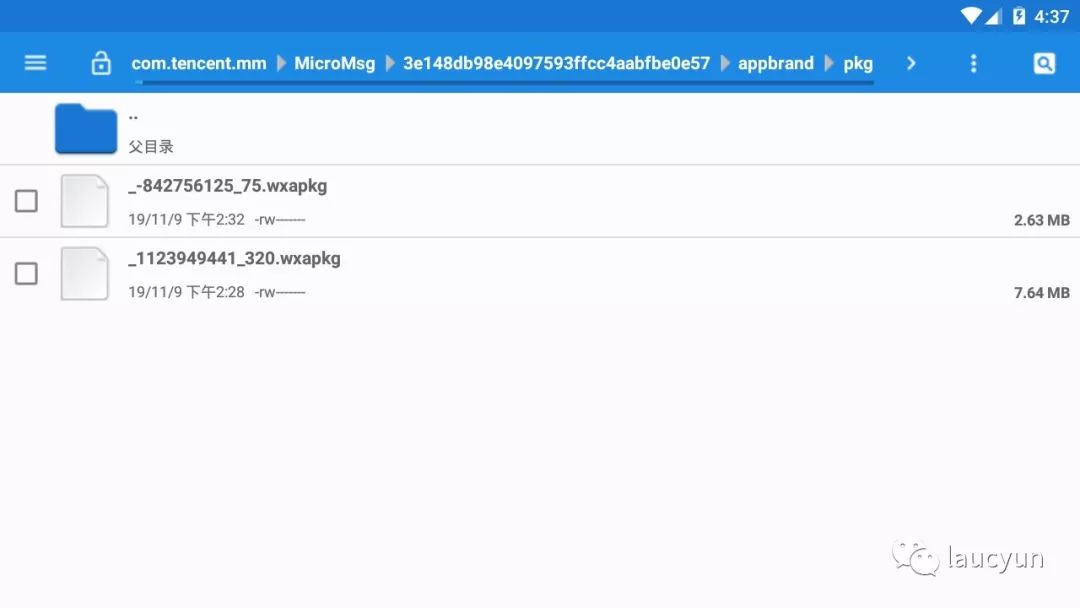 4:37
com.tencent.mm MicroMsg 3e148db98e4097593ffcc4aabfbe0e57 appbrand pkg
..
父目录
_-842756125_75.wxapkg
19/11/9 下午2:32 -rw-------
2.63 MB
_1123949441_320.wxapkg
19/11/9 下午2:28 -rw-------
7.64 MB
laucyun